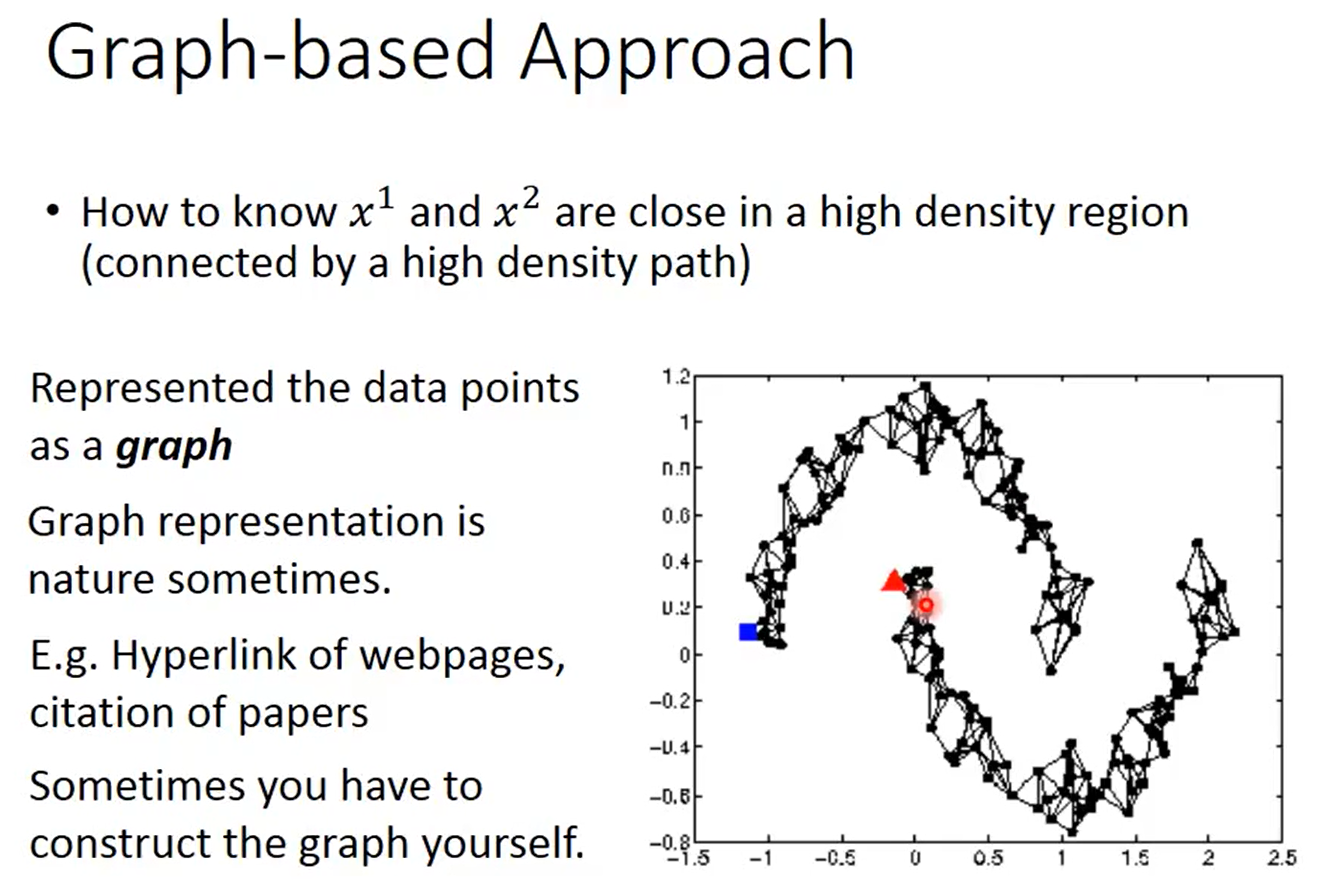 Graph-based Approach
• How to know x¹ and x² are close in a high density region
(connected by a high density path)
Represented the data points
as a graph
Graph representation is
nature sometimes.
E.g. Hyperlink of webpages,
citation of papers
Sometimes you have to
construct the graph yourself.
1.2
1
0.8
0.6
0.4
0.2
0
−0.2
−0.4
−0.6
−0.8
−1.5 −1 −0.5 0 0.5 1 1.5 2 2.5